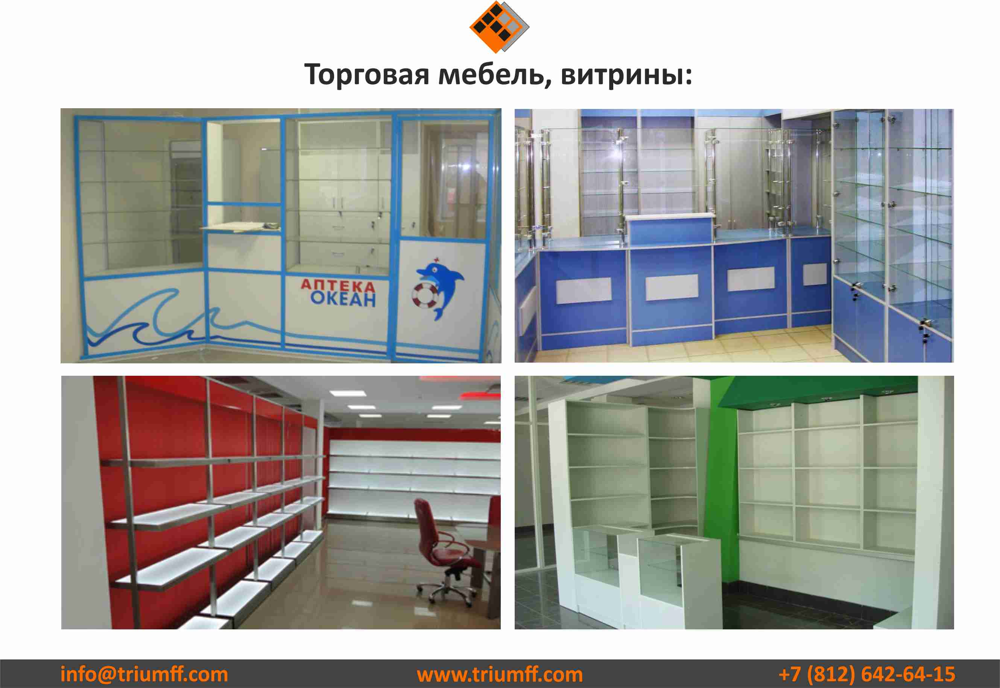 Торговая мебель, витрины:
АПТЕКА
ОКЕАН
info@triumff.com
www.triumff.com
+7 (812) 642-64-15